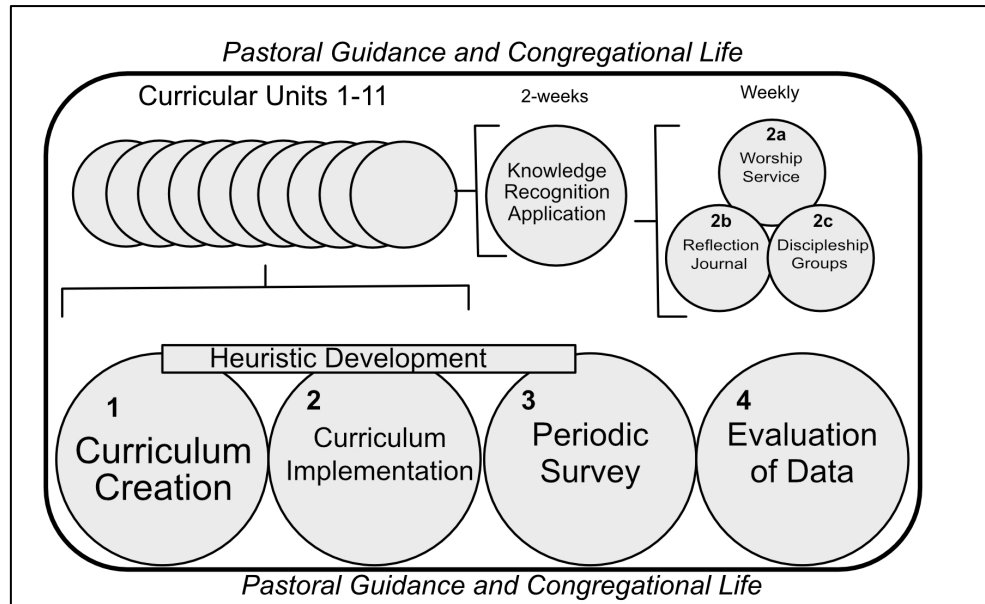 Pastoral Guidance and Congregational Life
Curricular Units 1-11
2-weeks
Weekly
Knowledge
Recognition
Application
2a
Worship
Service
2b
Reflection
Journal
2c
Discipleship
Groups
Heuristic Development
1
Curriculum
Creation
2
Curriculum
Implementation
3
Periodic
Survey
4
Evaluation
of Data
Pastoral Guidance and Congregational Life